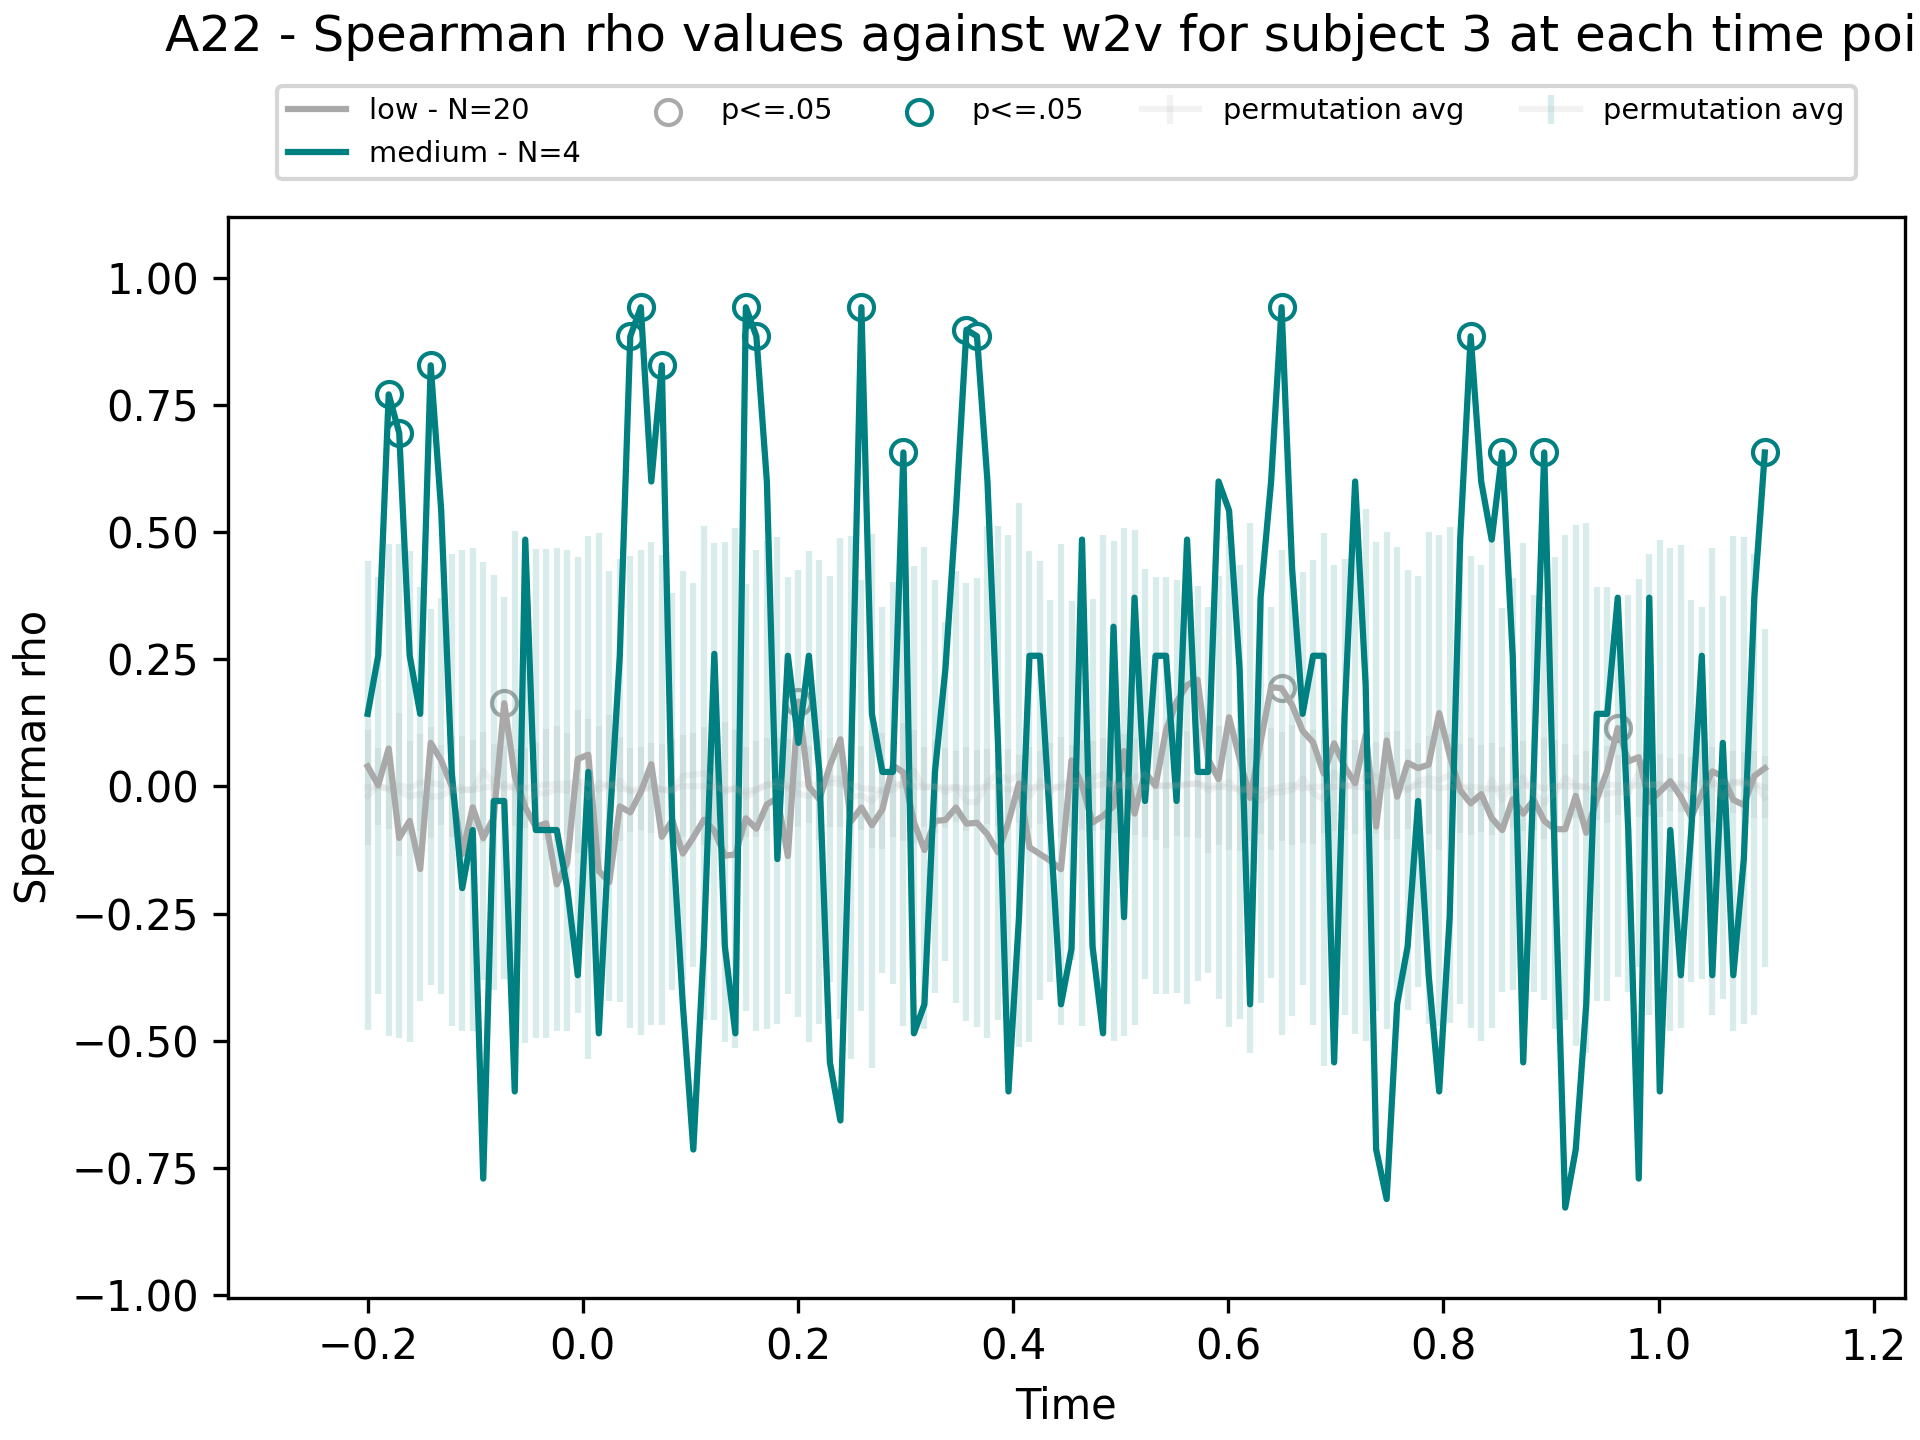 A22 - Spearman rho values against w2v for subject 3 at each time poi
low - N=20
medium - N=4
p<=.05
p<=.05
permutation avg
permutation avg
Spearman rho
1.00
0.75
0.50
0.25
0.00
−0.25
−0.50
−0.75
−1.00
−0.2
0.0
0.2
0.4
0.6
0.8
1.0
1.2
Time